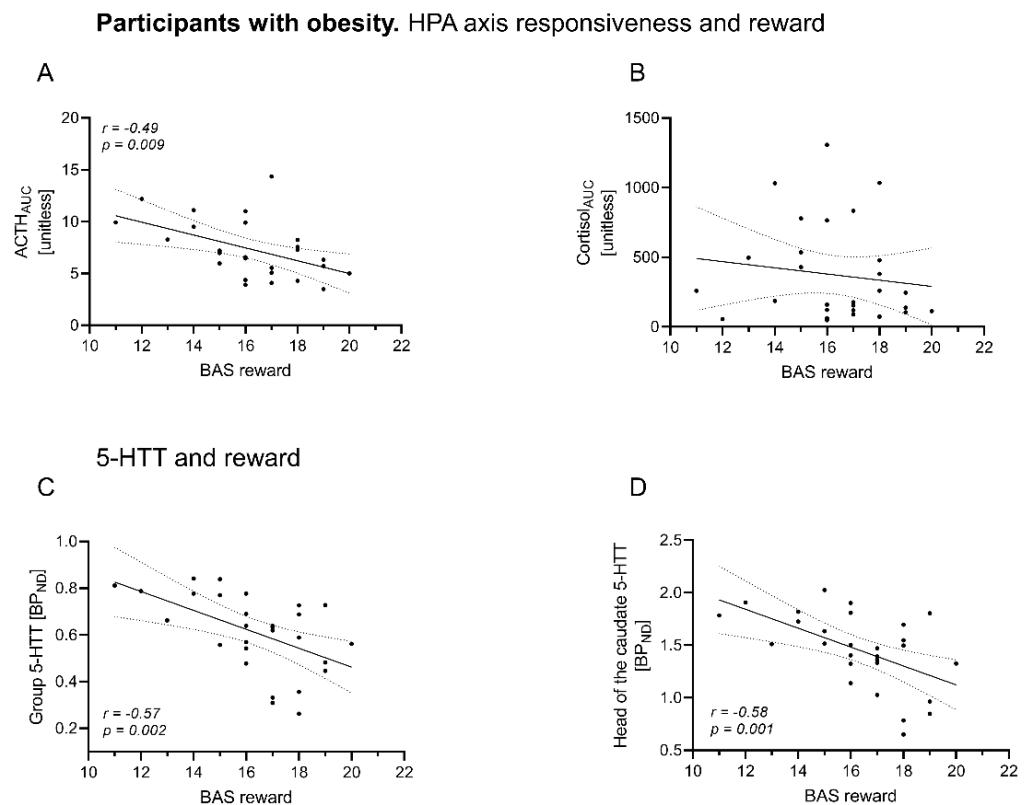 Participants with obesity. HPA axis responsiveness and reward
A
r = -0.49
p = 0.009
ACTHAUC
[unitless]
20
15
10
5
0
10 12 14 16 18 20 22
BAS reward
B
CortisolAUC
[unitless]
1500
1000
500
0
10 12 14 16 18 20 22
BAS reward
5-HTT and reward
C
Group 5-HTT [BPND]
1.0
0.8
0.6
0.4
0.2
r = -0.57
p = 0.002
10 12 14 16 18 20 22
BAS reward
D
Head of the caudate 5-HTT
[BPND]
2.5
2.0
1.5
1.0
0.5
r = -0.58
p = 0.001
10 12 14 16 18 20 22
BAS reward